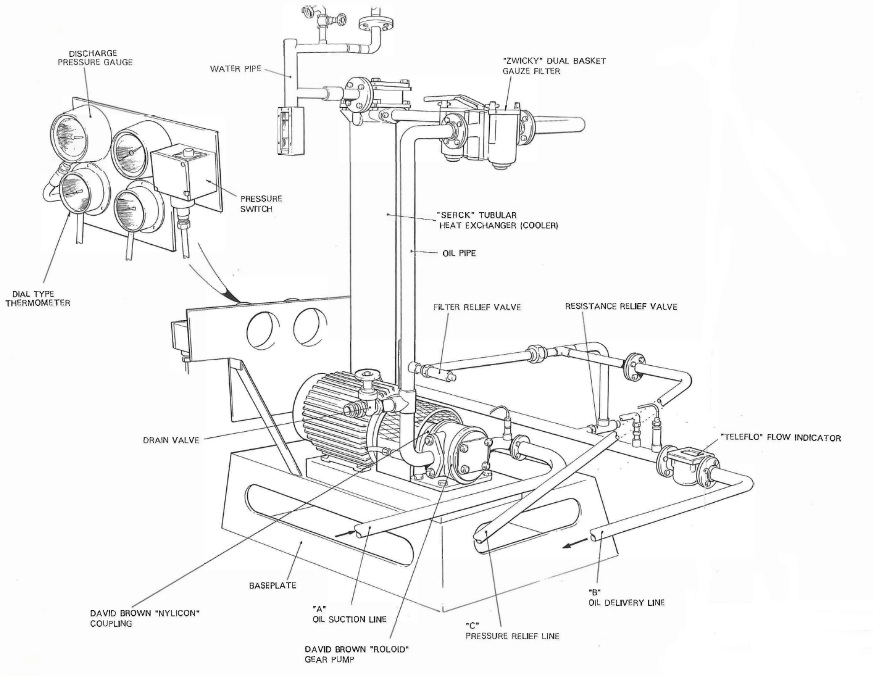 DISCHARGE
PRESSURE GAUGE
WATER PIPE
"ZWICKY" DUAL BASKET
GAUZE FILTER
PRESSURE
SWITCH
"SERCK" TUBULAR
HEAT EXCHANGER (COOLER)
OIL PIPE
DIAL TYPE
THERMOMETER
FILTER RELIEF VALVE
RESISTANCE RELIEF VALVE
DRAIN VALVE
"TELEFLO" FLOW INDICATOR
BASEPLATE
"B"
OIL DELIVERY LINE
DAVID BROWN "NYLICON"
COUPLING
"A"
OIL SUCTION LINE
"C"
PRESSURE RELIEF LINE
DAVID BROWN "ROLOID"
GEAR PUMP